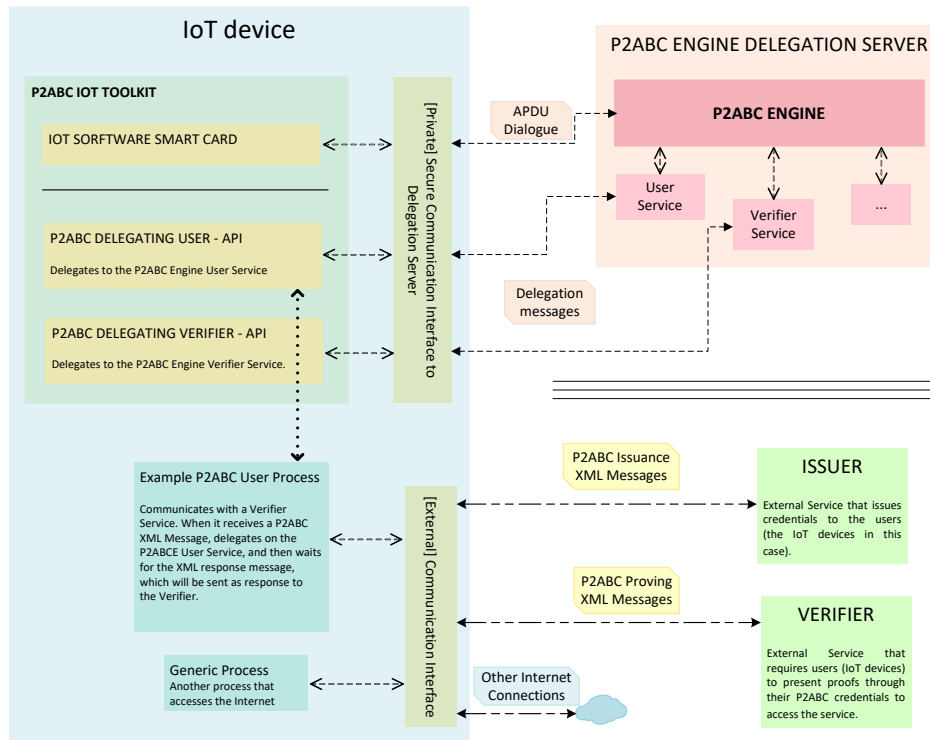 IoT device
P2ABC ENGINE DELEGATION SERVER
P2ABC IOT TOOLKIT
IOT SORFTWARE SMART CARD
P2ABC DELEGATING USER - API
Delegates to the P2ABC Engine User Service
P2ABC DELEGATING VERIFIER - API
Delegates to the P2ABC Engine Verifier Service.
[Private] Secure Communication Interface to
Delegation Server
APDU
Dialogue
P2ABC ENGINE
User
Service
Verifier
Service
...
Delegation
messages
Example P2ABC User Process
Communicates with a Verifier
Service. When it receives a P2ABC
XML Message, delegates on the
P2ABCE User Service, and then waits
for the XML response message,
which will be sent as response to
the Verifier.
Generic Process
Another process that
accesses the Internet
[External] Communication Interface
P2ABC Issuance
XML Messages
ISSUER
External Service that issues
credentials to the users
(the IoT devices in this
case).
P2ABC Proving
XML Messages
VERIFIER
External Service that
requires users (IoT devices)
to present proofs through
their P2ABC credentials to
access the service.
Other Internet
Connections